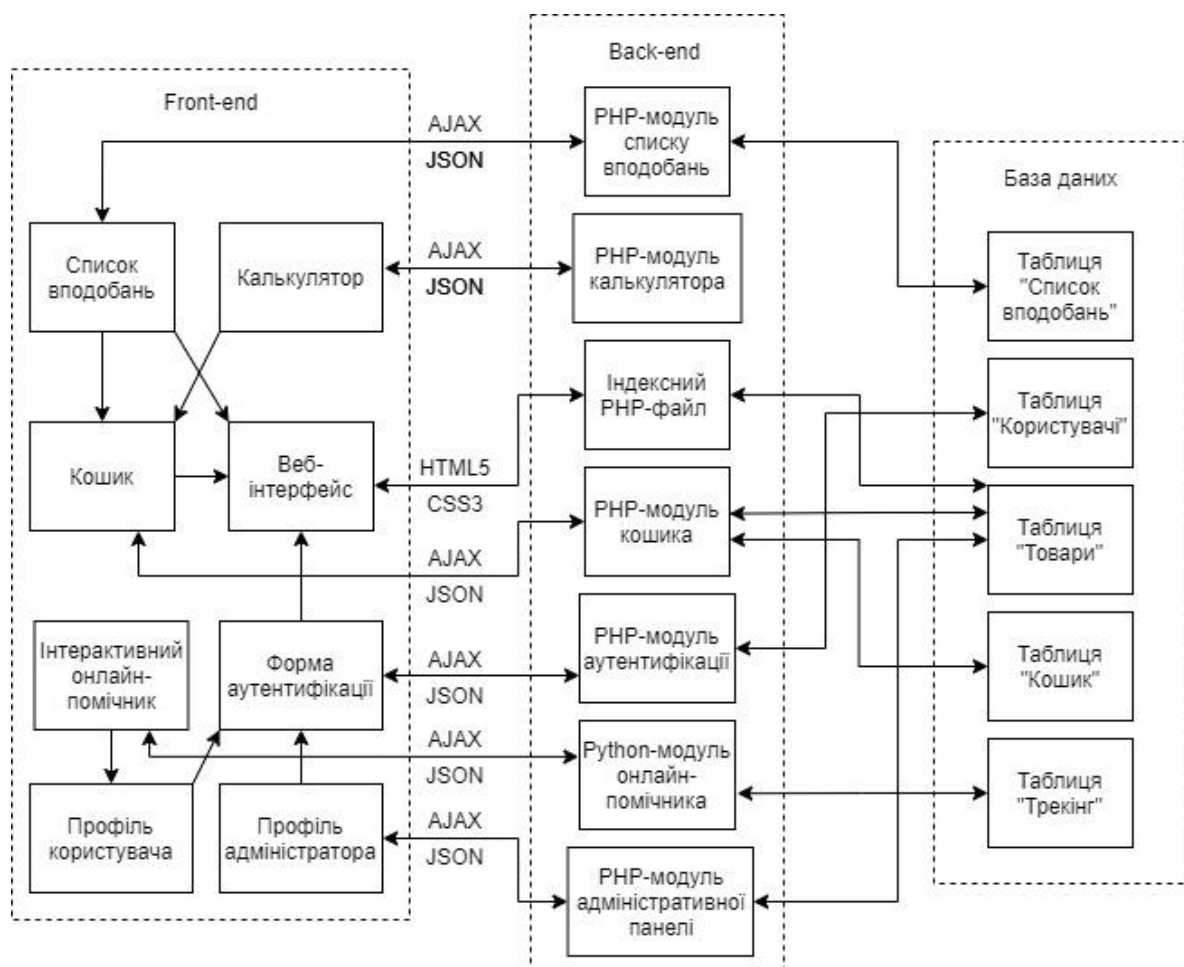 Front-end
Список
вподобань
Калькулятор
Кошик
Веб-
інтерфейс
Інтерактивний
онлайн-
помічник
Форма
аутентифікації
Профіль
користувача
Профіль
адміністратора
AJAX
JSON
AJAX
JSON
HTML5
CSS3
AJAX
JSON
AJAX
JSON
AJAX
JSON
AJAX
JSON
Back-end
PHP-модуль
списку
вподобань
PHP-модуль
калькулятора
Індексний
PHP-файл
PHP-модуль
кошика
PHP-модуль
аутентифікації
Python-модуль
онлайн-
помічника
PHP-модуль
адміністративної
панелі
База даних
Таблиця
"Список
вподобань"
Таблиця
"Користувачі"
Таблиця
"Товари"
Таблиця
"Кошик"
Таблиця
"Трекінг"